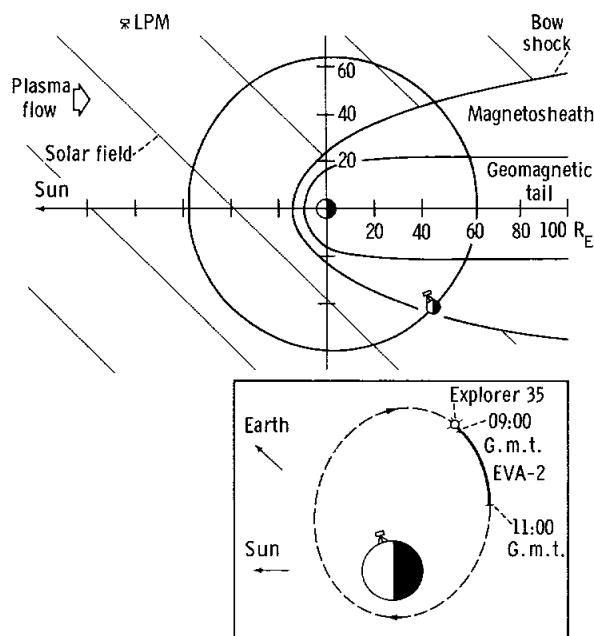 LPM
Bow
shock
Plasma
flow
60
40
20
Magnetosheath
Solar field
Geomagnetic
tail
Sun
20 40 60 80 100 R_E
Explorer 35
09:00
G.m.t.
EVA-2
Earth
11:00
G.m.t.
Sun